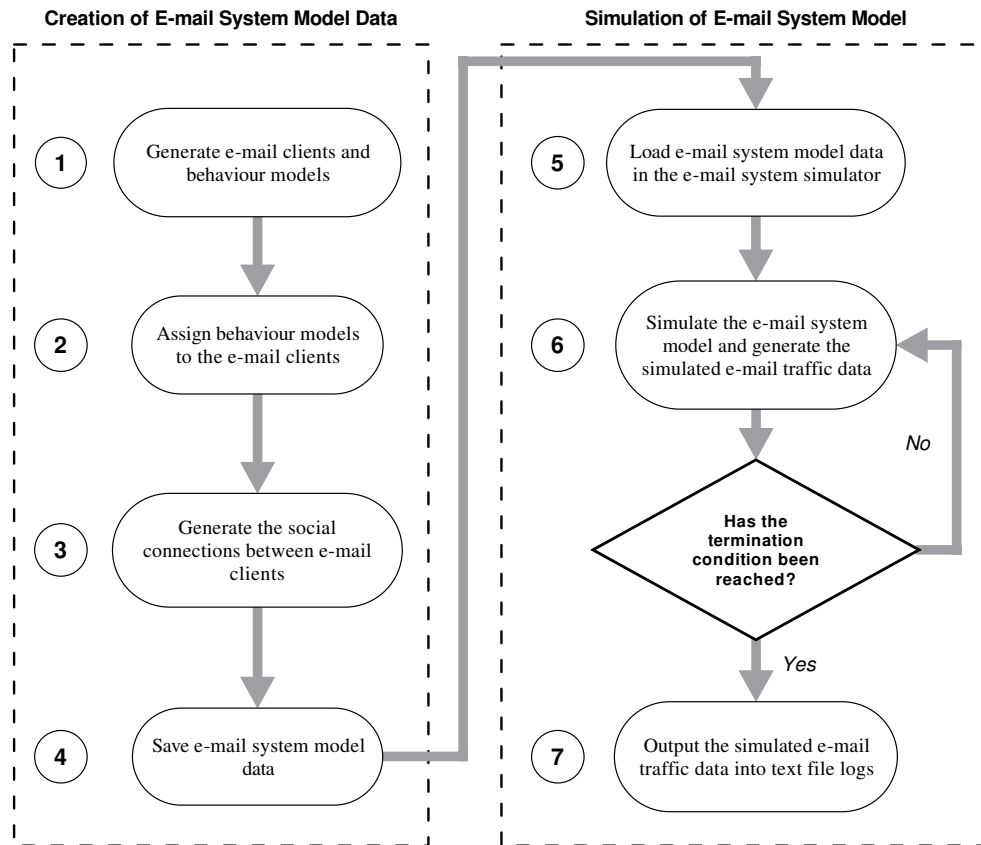 Creation of E-mail System Model Data
1
Generate e-mail clients and
behaviour models
2
Assign behaviour models
to the e-mail clients
3
Generate the social
connections between e-mail
clients
4
Save e-mail system model
data
Simulation of E-mail System Model
5
Load e-mail system model data
in the e-mail system simulator
6
Simulate the e-mail system
model and generate the
simulated e-mail traffic data
No
Has the
termination
condition been
reached?
Yes
7
Output the simulated e-mail
traffic data into text file logs